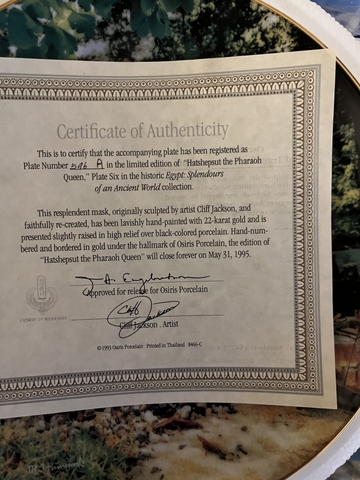 Certificate of Authenticity
This is to certify that the accompanying plate has been registered as
Plate Number 546 A in the limited edition of "Hatshepsut the Pharaoh
Queen," Plate Six in the historic Egypt: Splendours
of an Ancient World collection.
This resplendent mask, originally sculpted by artist Cliff Jackson, and
faithfully re-created, has been lavishly hand-painted with 22-karat gold and is
presented slightly raised in high relief over black-colored porcelain. Hand-num-
bered and bordered in gold under the hallmark of Osiris Porcelain, the edition of
"Hatshepsut the Pharaoh Queen" will close forever on May 31, 1995.
Approved for release for Osiris Porcelain
Cliff Jackson
Cliff Jackson . Artist
©1993 Osiris Porcelain Printed in Thailand 8466-C